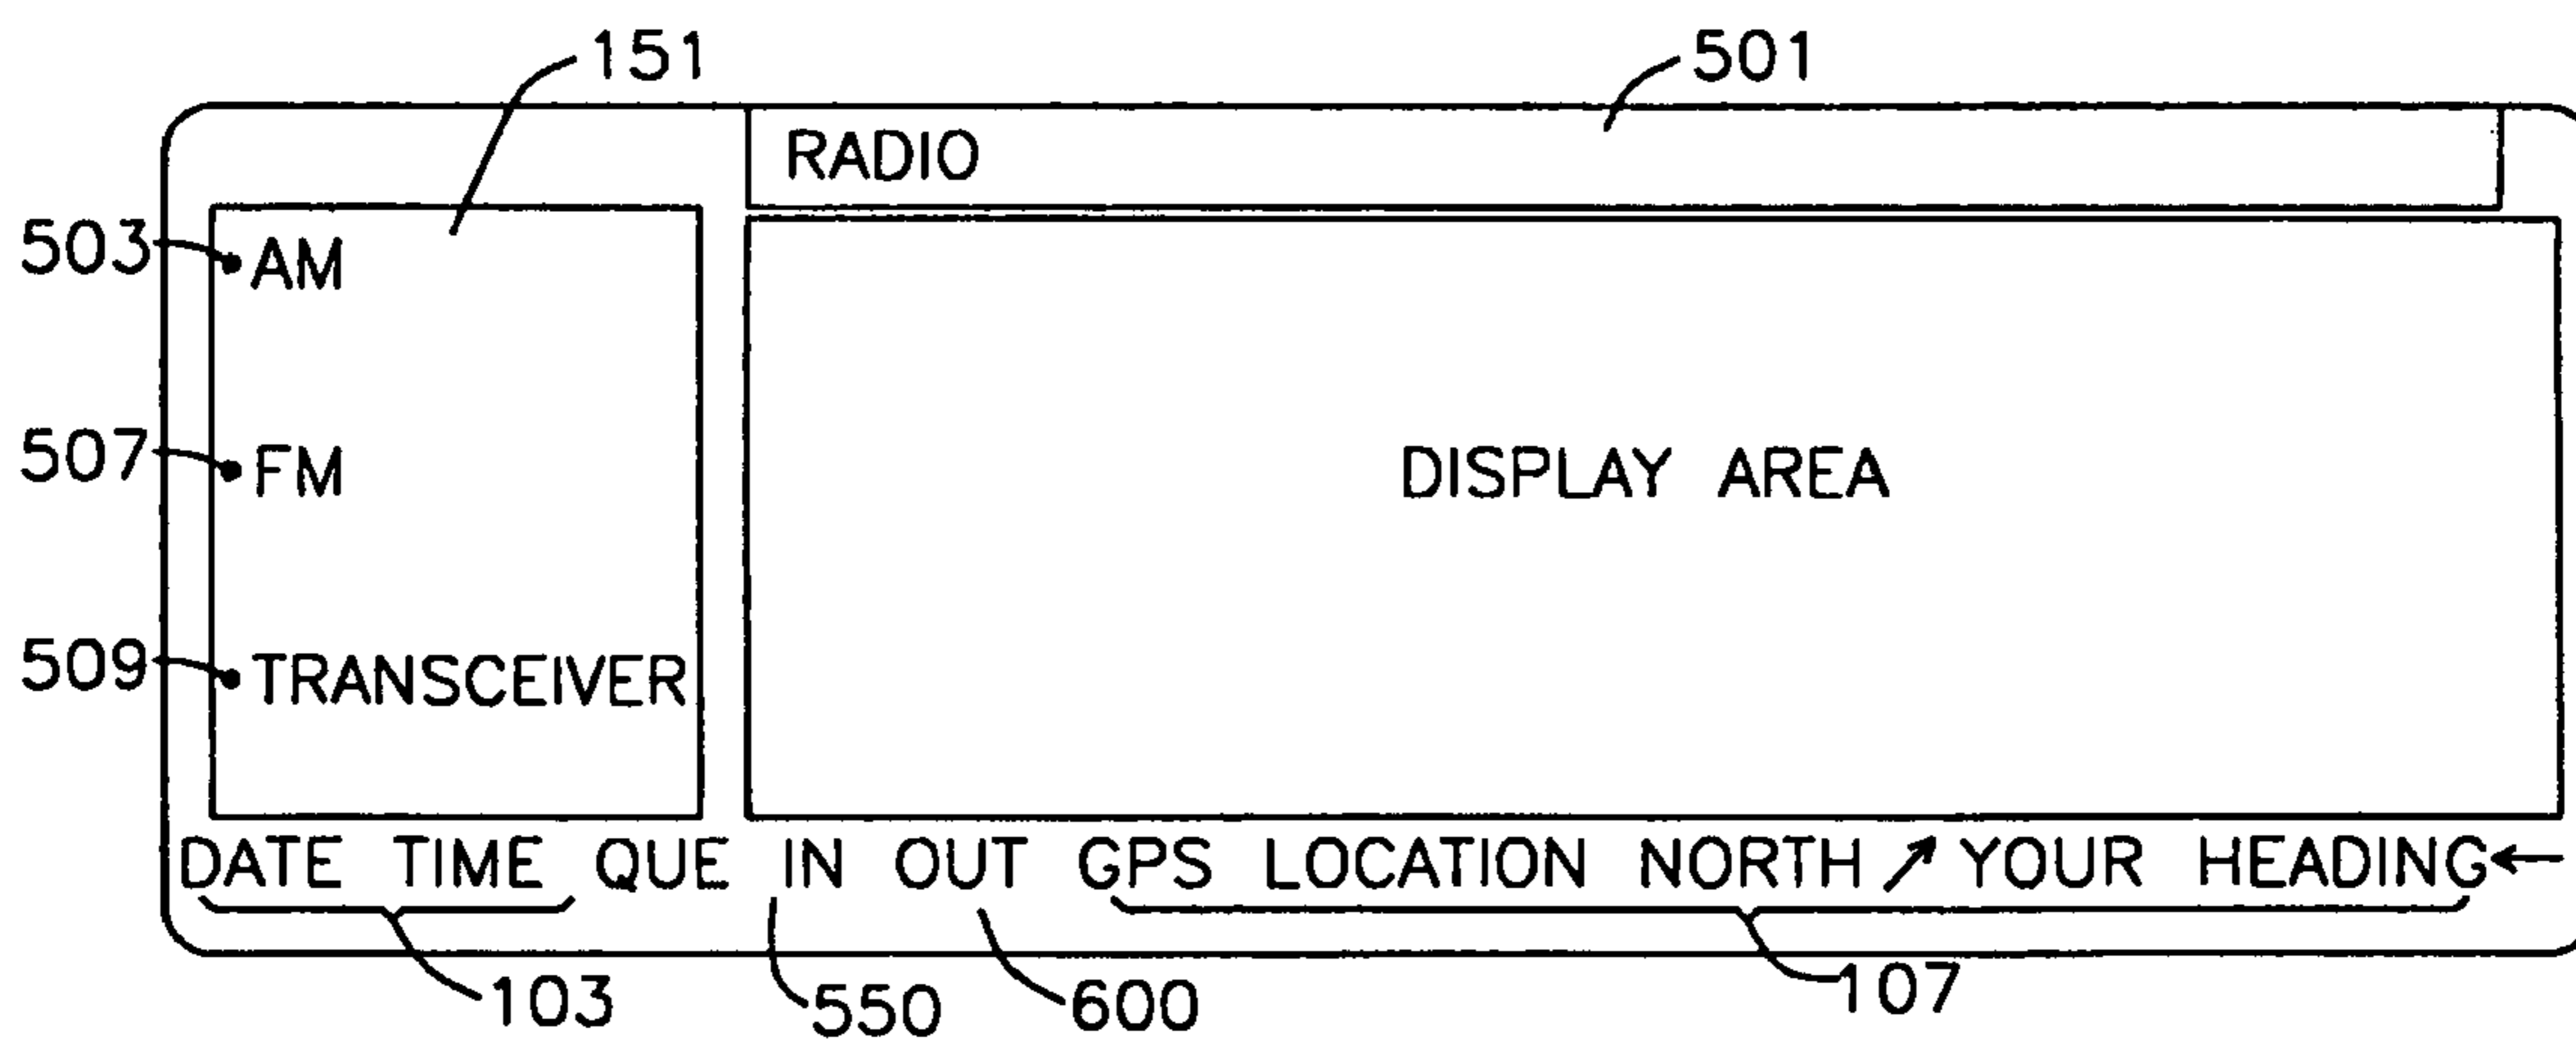 151
501
RADIO
503 AM
507 FM
DISPLAY AREA
509 TRANSCEIVER
DATE TIME QUE IN OUT GPS LOCATION NORTH ↗ YOUR HEADING ←
103 550 600 107